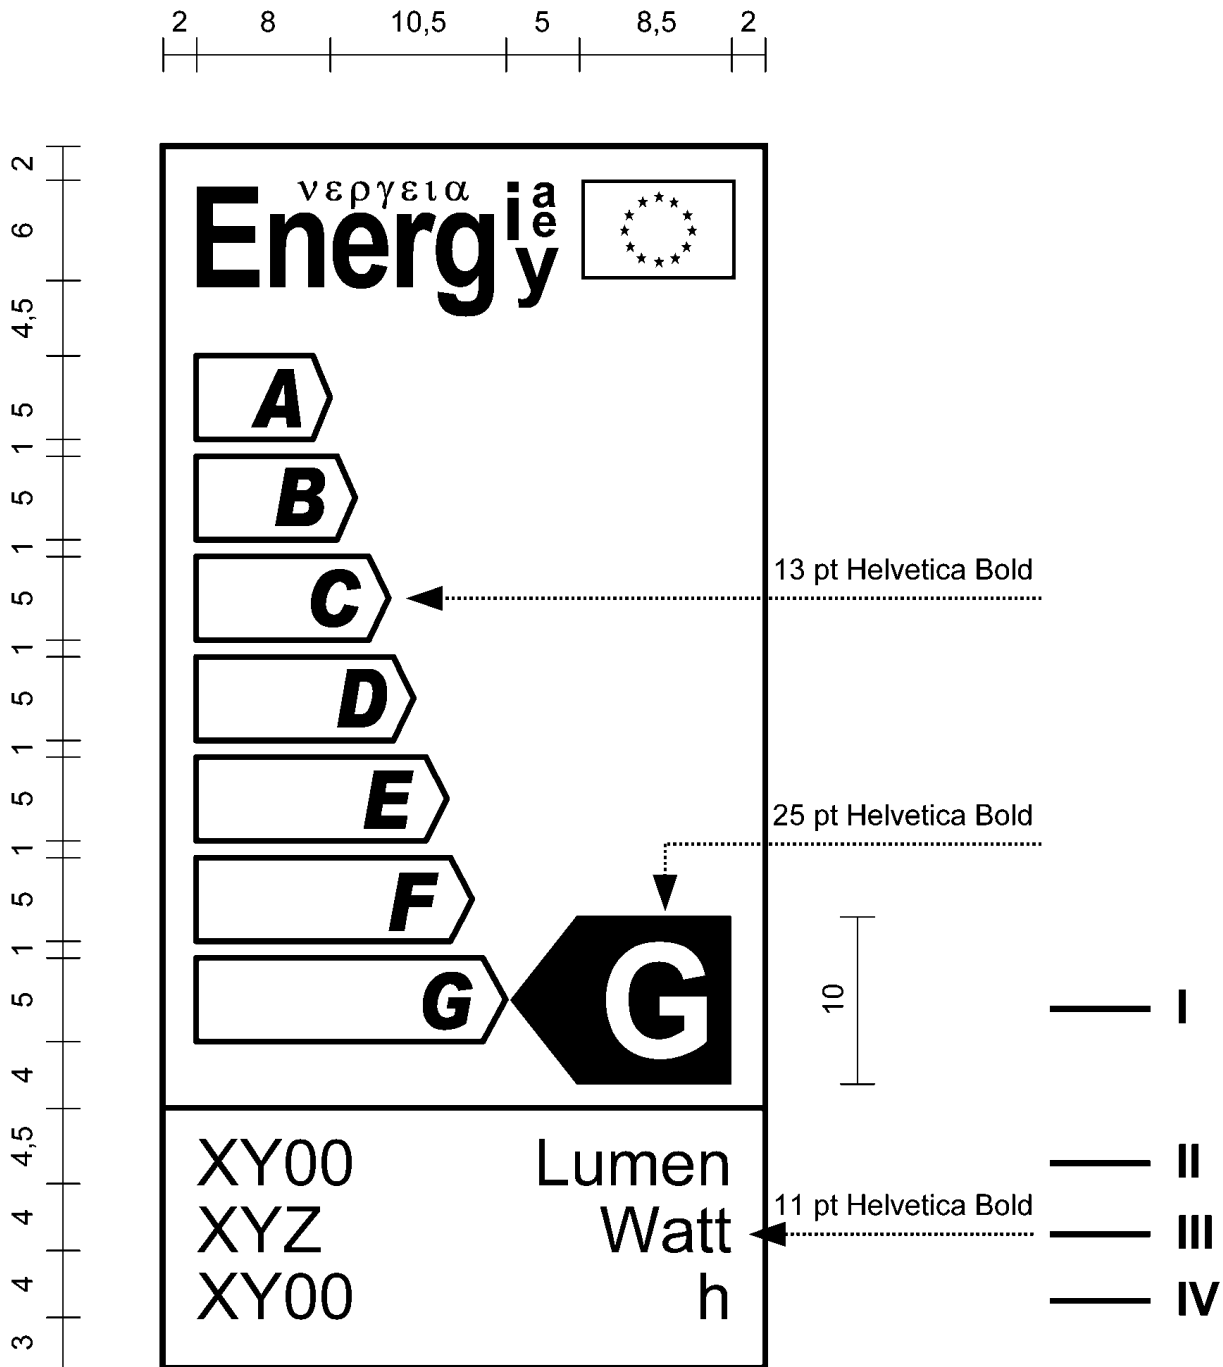 2 8 10,5 5 8,5 2
2
6
4,5
5
1
5
1
5
1
5
1
5
1
5
1
5
4
4,5
4
4
3
νεργεια
Energ i a
e
y
A
B
C
13 pt Helvetica Bold
D
E
25 pt Helvetica Bold
F
G G 10 I
XY00 Lumen II
11 pt Helvetica Bold
XYZ Watt III
XY00 h IV